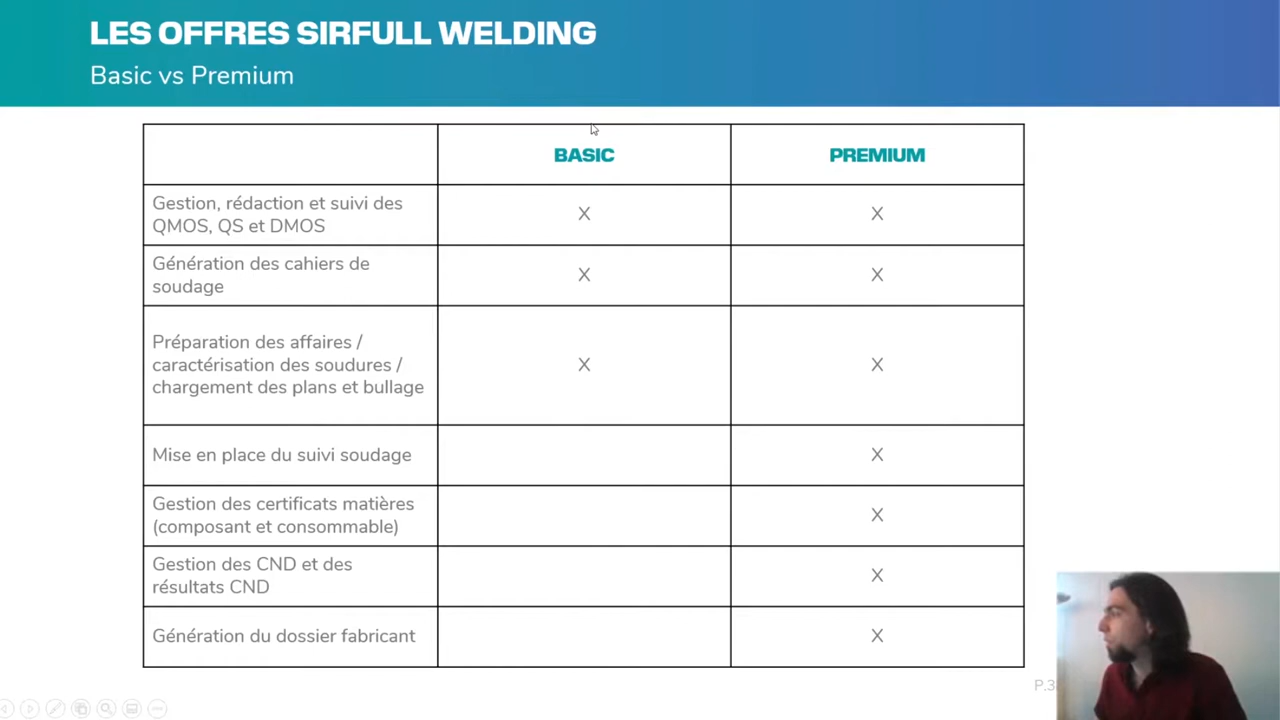 LES OFFRES SIRFULL WELDING
Basic vs Premium
BASIC
PREMIUM
Gestion, rédaction et suivi des
QMOS, QS et DMOS
X
X
Génération des cahiers de
soudage
X
X
Préparation des affaires /
caractérisation des soudures /
chargement des plans et bullage
X
X
Mise en place du suivi soudage
X
Gestion des certificats matières
(composant et consommable)
X
Gestion des CND et des
résultats CND
X
Génération du dossier fabricant
X